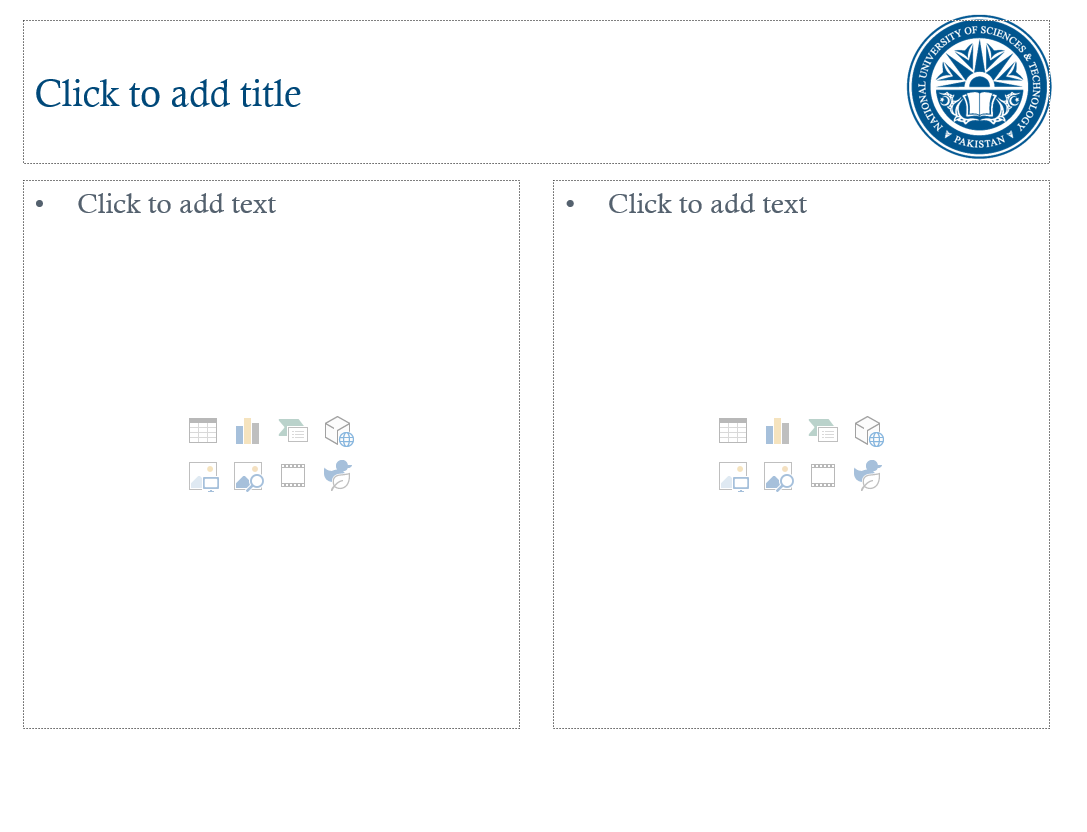 NATIONAL UNIVERSITY OF SCIENCES & TECHNOLOGY
PAKISTAN
Click to add title
• Click to add text
• Click to add text